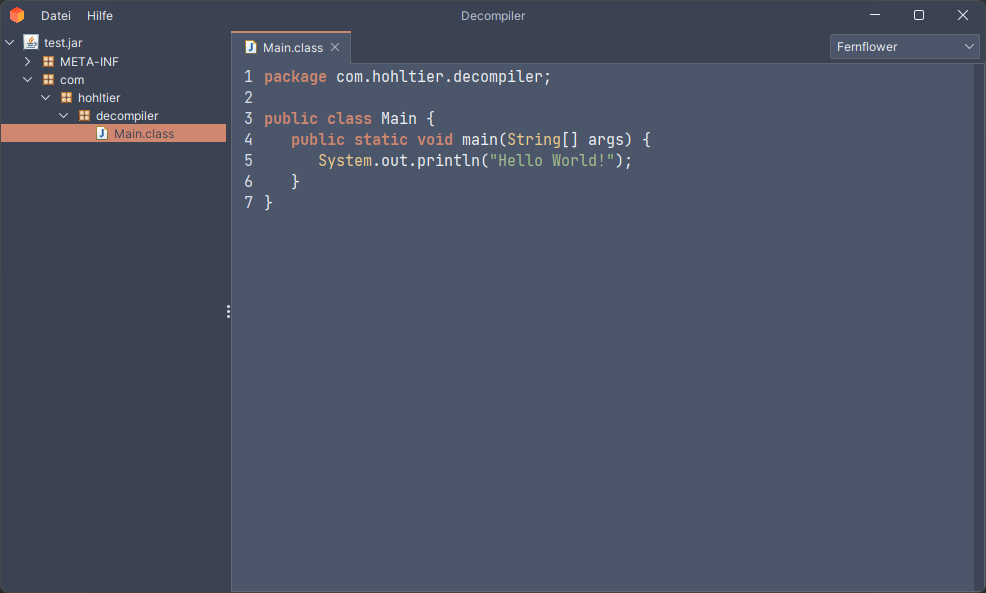 Datei Hilfe Decompiler
test.jar
META-INF
com
hohltier
decompiler
Main.class
Main.class
Fernflower
1 package com.hohltier.decompiler;
2
3 public class Main {
4    public static void main(String[] args) {
5       System.out.println("Hello World!");
6    }
7 }